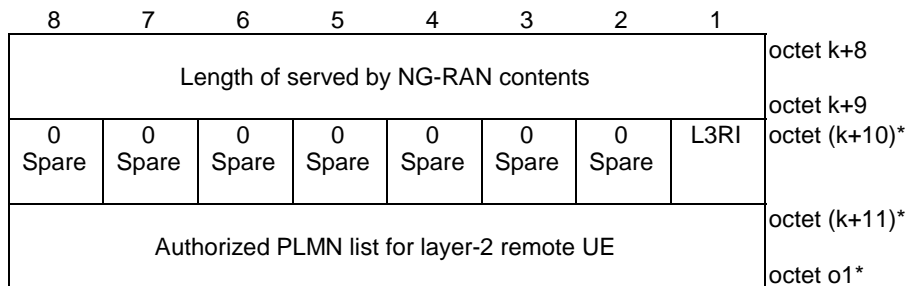 8 7 6 5 4 3 2 1
Length of served by NG-RAN contents
octet k+8
octet k+9
0 0 0 0 0 0 0 L3RI
Spare Spare Spare Spare Spare Spare Spare
octet (k+10)*
Authorized PLMN list for layer-2 remote UE
octet (k+11)*
octet o1*